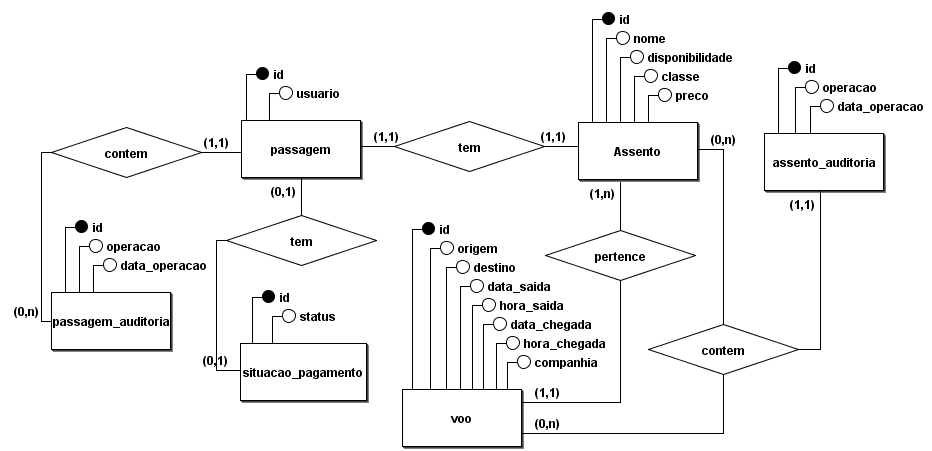 id
nome
disponibilidade
classe
preco
id
usuario
id
operacao
data_operacao
contem
(1,1)
passagem
(1,1)
tem
(1,1)
Assento
(0,n)
assento_auditoria
(0,1)
(1,n)
(1,1)
id
operacao
data_operacao
tem
id
origem
destino
data_saida
hora_saida
data_chegada
hora_chegada
companhia
pertence
(0,n)
passagem_auditoria
id
status
(0,1)
situacao_pagamento
contem
(1,1)
voo
(0,n)